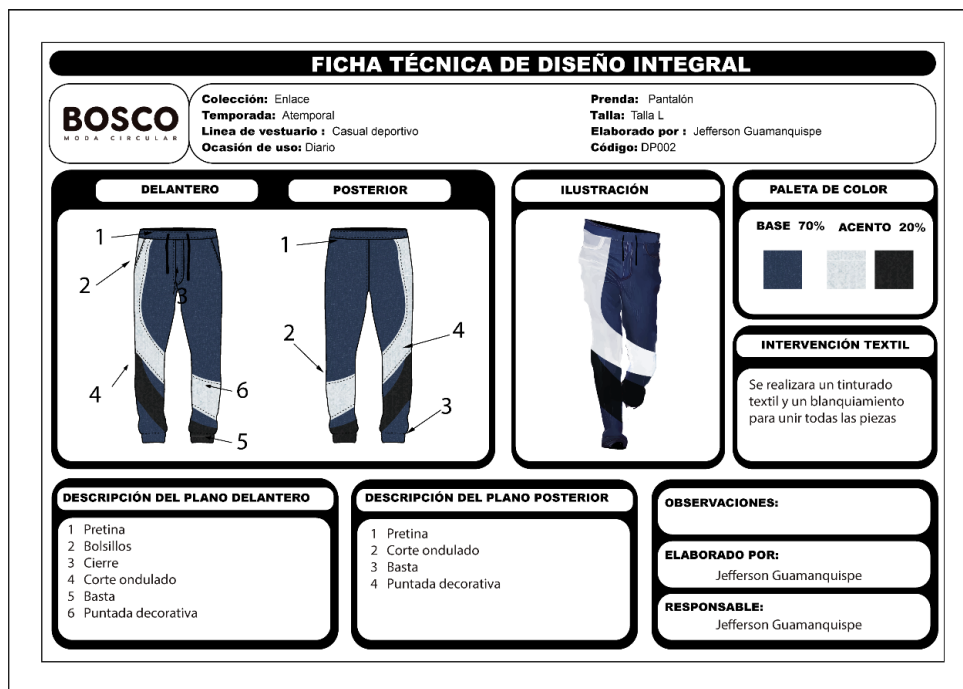 FICHA TÉCNICA DE DISEÑO INTEGRAL
BOSCO
MODA CIRCULAR
Colección: Enlace
Temporada: Atemporal
Linea de vestuario : Casual deportivo
Ocasión de uso: Diario
Prenda: Pantalón
Talla: Talla L
Elaborado por : Jefferson Guamanquispe
Código: DP002
DELANTERO
POSTERIOR
1
2
3
4
6
5
1
2
4
3
ILUSTRACIÓN
PALETA DE COLOR
BASE 70% ACENTO 20%
INTERVENCIÓN TEXTIL
Se realizara un tinturado
textil y un blanquiamiento
para unir todas las piezas
DESCRIPCIÓN DEL PLANO DELANTERO
1 Pretina
2 Bolsillos
3 Cierre
4 Corte ondulado
5 Basta
6 Puntada decorativa
DESCRIPCIÓN DEL PLANO POSTERIOR
1 Pretina
2 Corte ondulado
3 Basta
4 Puntada decorativa
OBSERVACIONES:
ELABORADO POR:
Jefferson Guamanquispe
RESPONSABLE:
Jefferson Guamanquispe